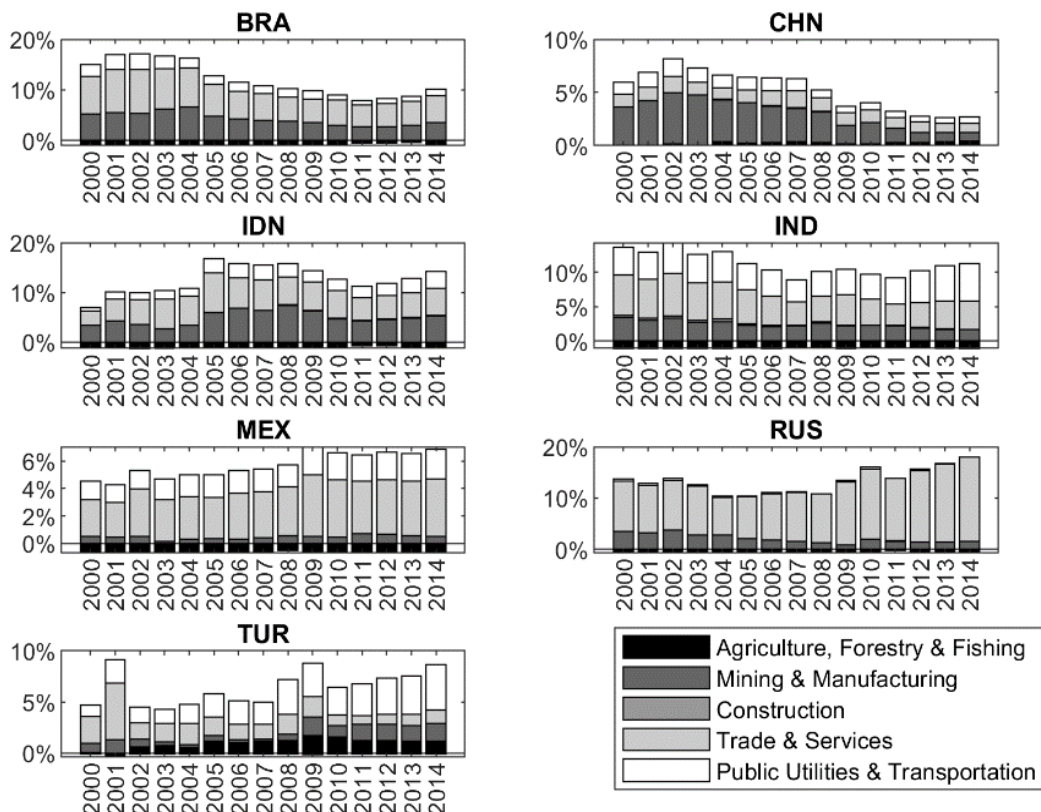 BRA
20%
10%
0%
2000 2001 2002 2003 2004 2005 2006 2007 2008 2009 2010 2011 2012 2013 2014
CHN
10%
5%
0%
2000 2001 2002 2003 2004 2005 2006 2007 2008 2009 2010 2011 2012 2013 2014
IDN
20%
10%
0%
2000 2001 2002 2003 2004 2005 2006 2007 2008 2009 2010 2011 2012 2013 2014
IND
10%
5%
0%
2000 2001 2002 2003 2004 2005 2006 2007 2008 2009 2010 2011 2012 2013 2014
MEX
6%
4%
2%
0%
2000 2001 2002 2003 2004 2005 2006 2007 2008 2009 2010 2011 2012 2013 2014
RUS
20%
10%
0%
2000 2001 2002 2003 2004 2005 2006 2007 2008 2009 2010 2011 2012 2013 2014
TUR
10%
5%
0%
2000 2001 2002 2003 2004 2005 2006 2007 2008 2009 2010 2011 2012 2013 2014
Agriculture, Forestry & Fishing
Mining & Manufacturing
Construction
Trade & Services
Public Utilities & Transportation